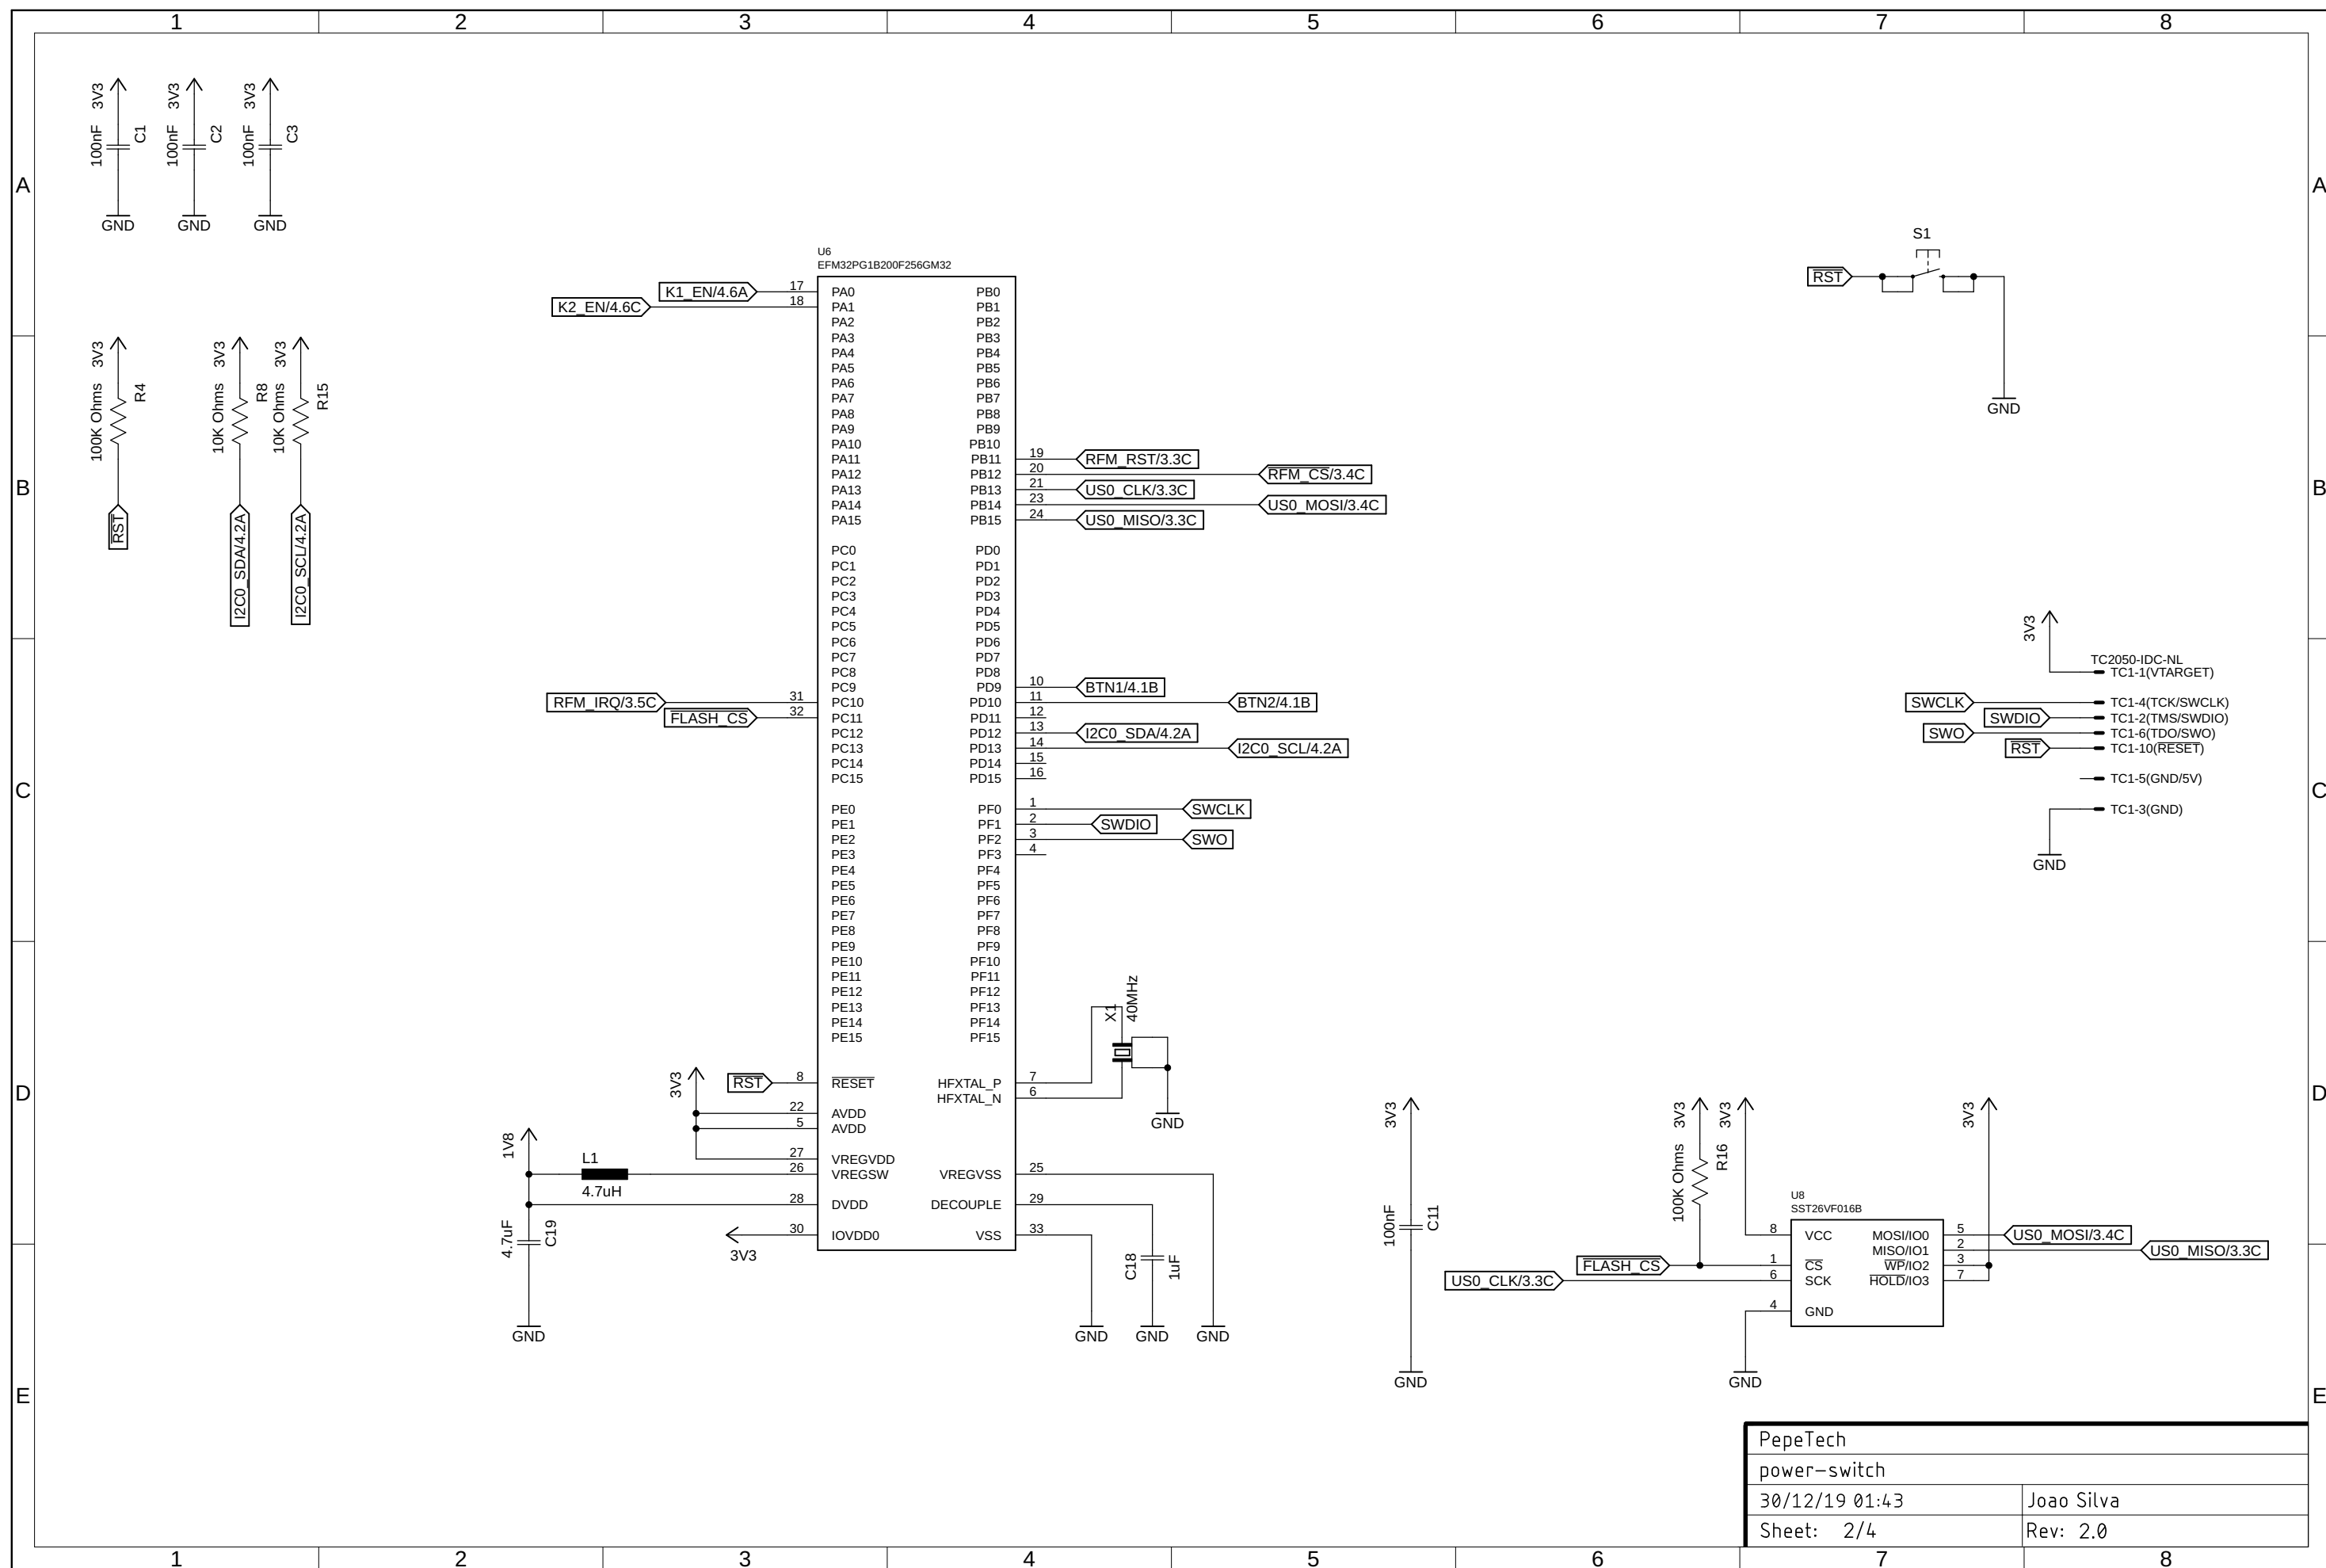 1 2 3 4 5 6 7 8
A A
B B
C C
D D
E E
3V3 3V3 3V3
100nF C1 100nF C2 100nF C3
GND GND GND
3V3 3V3 3V3
100K Ohms R4 10K Ohms R8 10K Ohms R15
RST I2C0_SDA/4.2A I2C0_SCL/4.2A
U6
EFM32PG1B200F256GM32
K1_EN/4.6A 17 PA0 PB0
K2_EN/4.6C 18 PA1 PB1
PA2 PB2
PA3 PB3
PA4 PB4
PA5 PB5
PA6 PB6
PA7 PB7
PA8 PB8
PA9 PB9
PA10 PB10
PA11 PB11 19 RFM_RST/3.3C
PA12 PB12 20 RFM_CS/3.4C
PA13 PB13 21 US0_CLK/3.3C
PA14 PB14 23 US0_MOSI/3.4C
PA15 PB15 24 US0_MISO/3.3C
PC0 PD0
PC1 PD1
PC2 PD2
PC3 PD3
PC4 PD4
PC5 PD5
PC6 PD6
PC7 PD7
PC8 PD8
PC9 PD9 10 BTN1/4.1B
RFM_IRQ/3.5C 31 PC10 PD10 11 BTN2/4.1B
FLASH_CS 32 PC11 PD11 12
PC12 PD12 13 I2C0_SDA/4.2A
PC13 PD13 14 I2C0_SCL/4.2A
PC14 PD14 15
PC15 PD15 16
PE0 PF0 1 SWCLK
PE1 PF1 2 SWDIO
PE2 PF2 3 SWO
PE3 PF3 4
PE4 PF4
PE5 PF5
PE6 PF6
PE7 PF7
PE8 PF8
PE9 PF9
PE10 PF10
PE11 PF11
PE12 PF12
PE13 PF13
PE14 PF14
PE15 PF15
X1 40MHz
GND
RST 8 RESET HFXTAL_P 7
HFXTAL_N 6
3V3 22 AVDD
5 AVDD
27 VREGVDD
1V8 L1 4.7uH 26 VREGSW VREGVSS 25
28 DVDD DECOUPLE 29
3V3 30 IOVDD0 VSS 33
4.7uF C19
C18 1uF
GND GND GND GND
S1
RST
GND
3V3
TC2050-IDC-NL
TC1-1(VTARGET)
SWCLK TC1-4(TCK/SWCLK)
SWDIO TC1-2(TMS/SWDIO)
SWO TC1-6(TDO/SWO)
RST TC1-10(RESET)
TC1-5(GND/5V)
TC1-3(GND)
GND
3V3
100nF C11
GND
3V3 3V3 3V3
100K Ohms R16
U8
SST26VF016B
8 VCC MOSI/IO0 5 US0_MOSI/3.4C
MISO/IO1 2 US0_MISO/3.3C
FLASH_CS 1 CS WP/IO2 3
US0_CLK/3.3C 6 SCK HOLD/IO3 7
4 GND
GND
PepeTech
power-switch
30/12/19 01:43 Joao Silva
Sheet: 2/4 Rev: 2.0
1 2 3 4 5 6 7 8